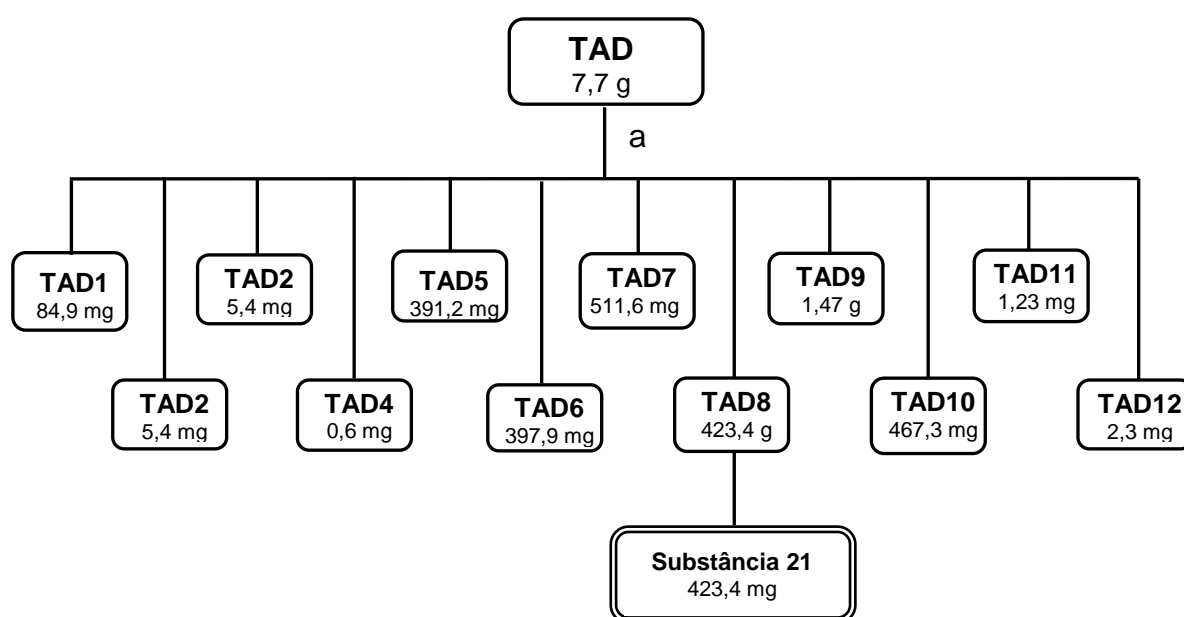 TAD
7,7 g
a
TAD1
84,9 mg
TAD2
5,4 mg
TAD5
391,2 mg
TAD7
511,6 mg
TAD9
1,47 g
TAD11
1,23 mg
TAD2
5,4 mg
TAD4
0,6 mg
TAD6
397,9 mg
TAD8
423,4 g
TAD10
467,3 mg
TAD12
2,3 mg
Substância 21
423,4 mg